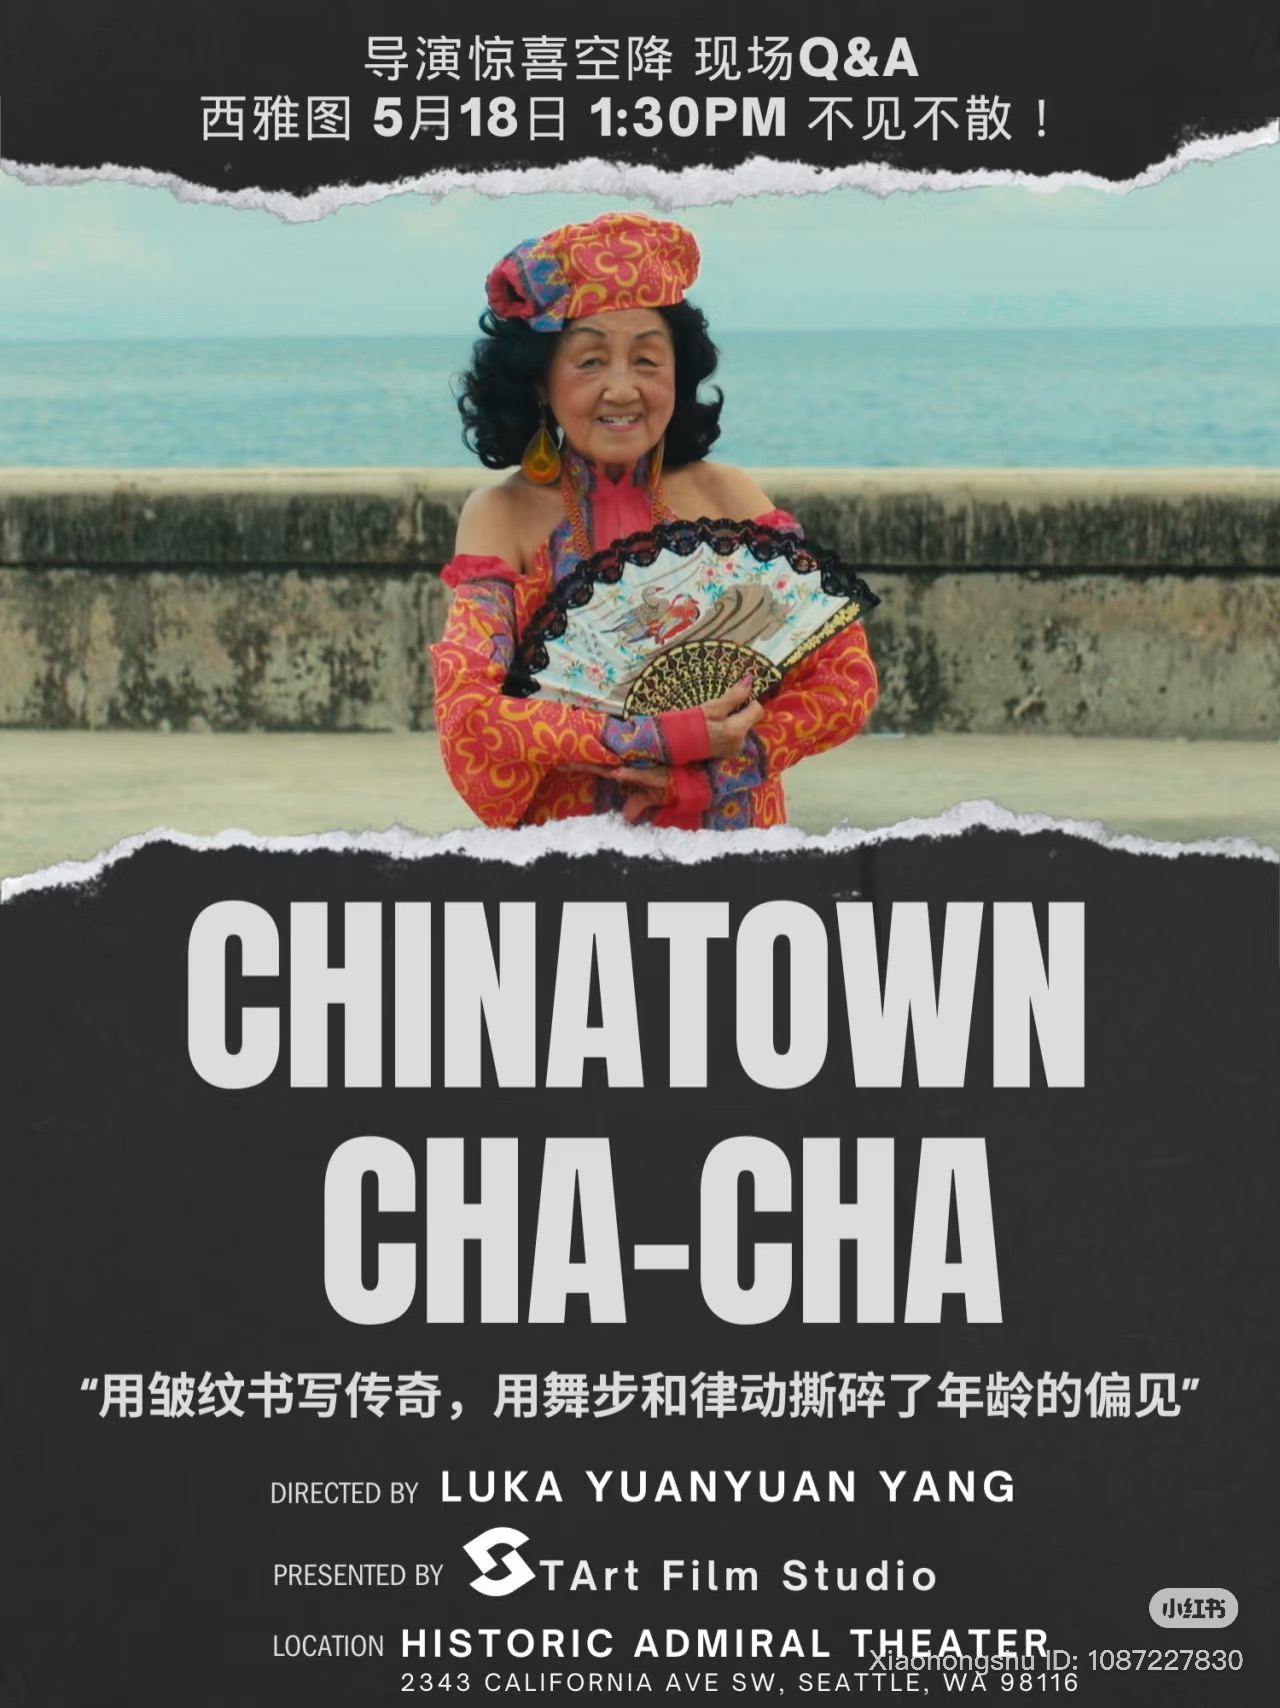 导演惊喜空降 现场Q&A
西雅图 5月18日 1:30PM 不见不散！
CHINATOWN
CHA-CHA
“用皱纹书写传奇，用舞步和律动撕碎了年龄的偏见”
DIRECTED BY LUKA YUANYUAN YANG
PRESENTED BY STArt Film Studio
LOCATION HISTORIC ADMIRAL THEATER
2343 CALIFORNIA AVE SW, SEATTLE, WA 98116
小红书
Xiaohongshu ID: 1087227830